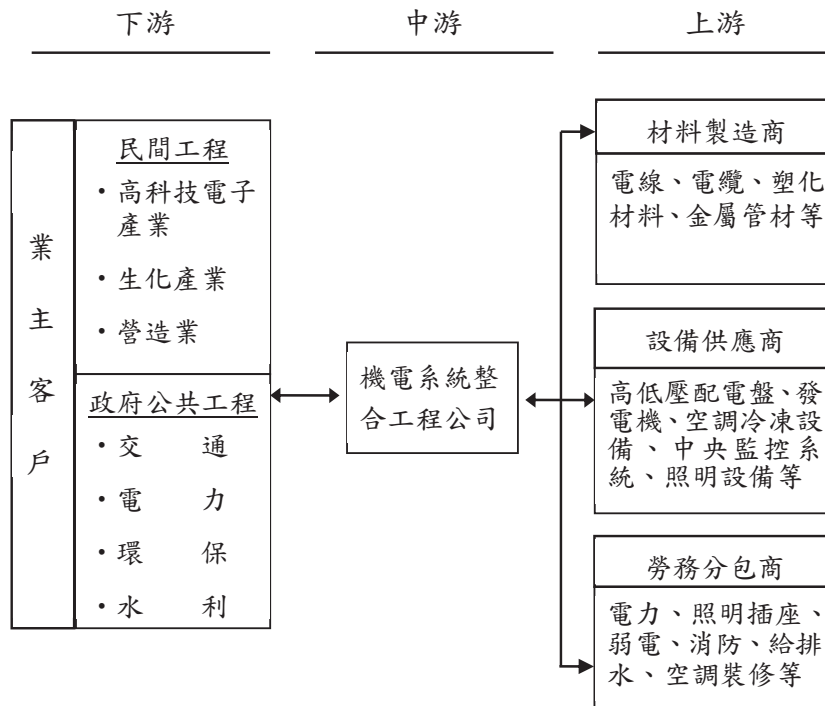 下游
中游
上游
業主客戶
民間工程
・高科技電子
產業
・生化產業
・營造業
政府公共工程
・交通
・電力
・環保
・水利
機電系統整
合工程公司
材料製造商
電線、電纜、塑化
材料、金屬管材等
設備供應商
高低壓配電盤、發
電機、空調冷凍設
備、中央監控系
統、照明設備等
勞務分包商
電力、照明插座、
弱電、消防、給排
水、空調裝修等